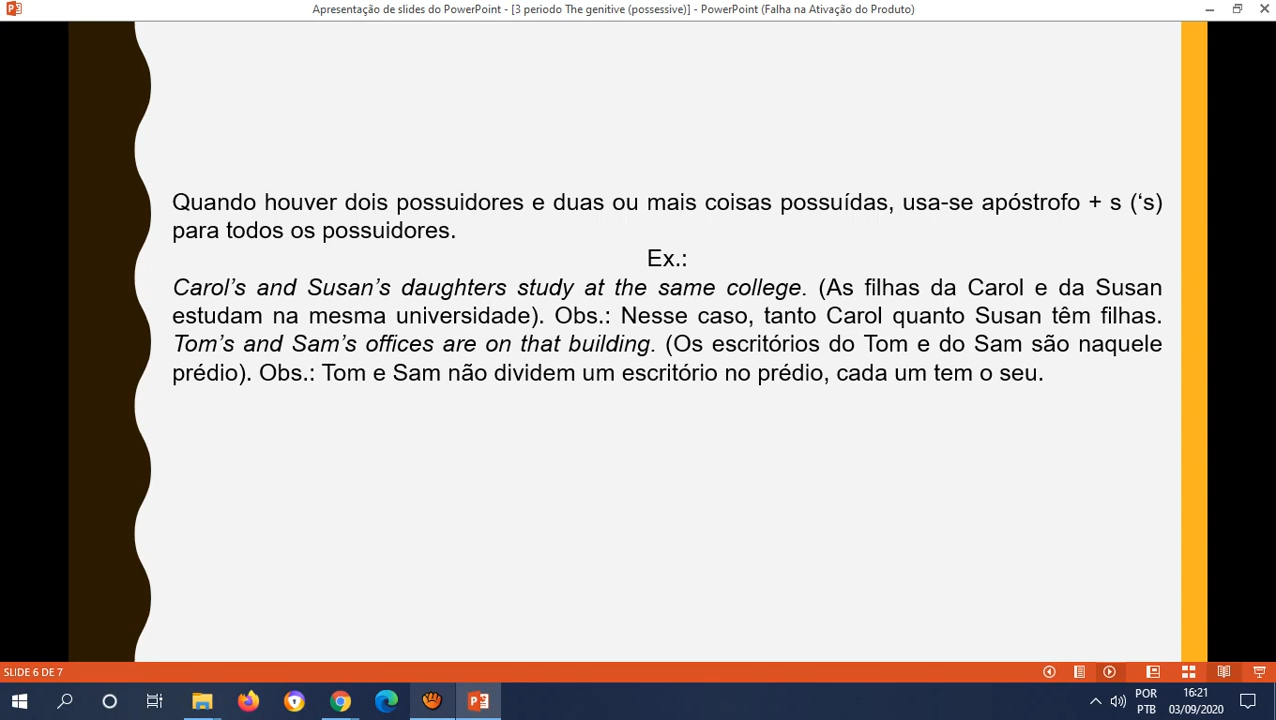 Apresentação de slides do PowerPoint - [3 periodo The genitive (possessive)] - PowerPoint (Falha na Ativação do Produto)
Quando houver dois possuidores e duas ou mais coisas possuídas, usa-se apóstrofo + s (‘s)
para todos os possuidores.
Ex.:
Carol’s and Susan’s daughters study at the same college. (As filhas da Carol e da Susan
estudam na mesma universidade). Obs.: Nesse caso, tanto Carol quanto Susan têm filhas.
Tom’s and Sam’s offices are on that building. (Os escritórios do Tom e do Sam são naquele
prédio). Obs.: Tom e Sam não dividem um escritório no prédio, cada um tem o seu.
SLIDE 6 DE 7
POR
PTB
16:21
03/09/2020